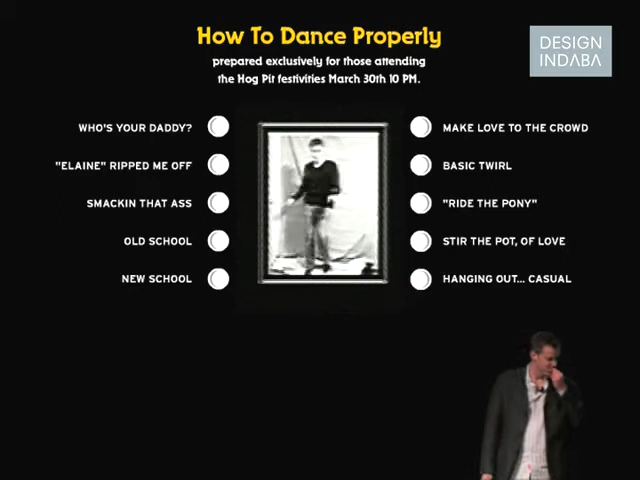 How To Dance Properly
prepared exclusively for those attending
the Hog Pit festivities March 30th 10 PM.
DESIGN
INDABA
WHO'S YOUR DADDY?
"ELAINE" RIPPED ME OFF
SMACKIN THAT ASS
OLD SCHOOL
NEW SCHOOL
MAKE LOVE TO THE CROWD
BASIC TWIRL
"RIDE THE PONY"
STIR THE POT, OF LOVE
HANGING OUT... CASUAL